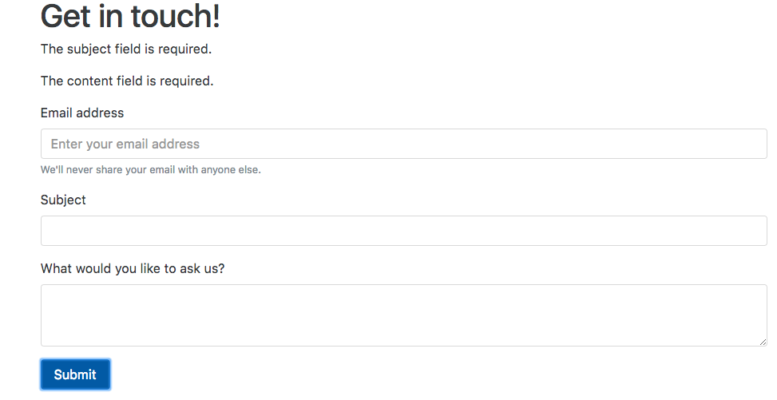 Get in touch!
The subject field is required.
The content field is required.
Email address
Enter your email address
We'll never share your email with anyone else.
Subject
What would you like to ask us?
Submit